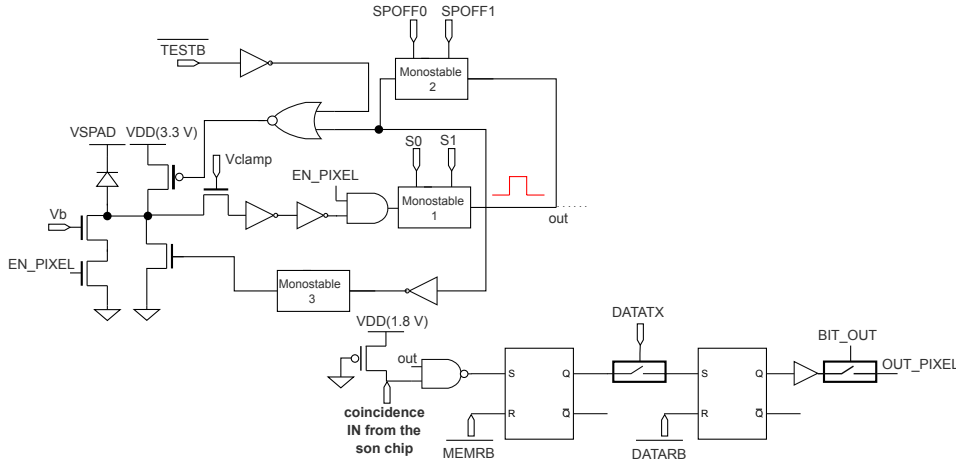 SPOFF0 SPOFF1
TESTB
Monostable
2
VSPAD VDD(3.3 V)
S0 S1
Vclamp
EN_PIXEL
Monostable
1
Vb
out
EN_PIXEL
Monostable
3
DATATX
VDD(1.8 V)
BIT_OUT
out
OUT_PIXEL
S Q
S Q
coincidence
IN from the
son chip
R Q
R Q
MEMRB
DATARB